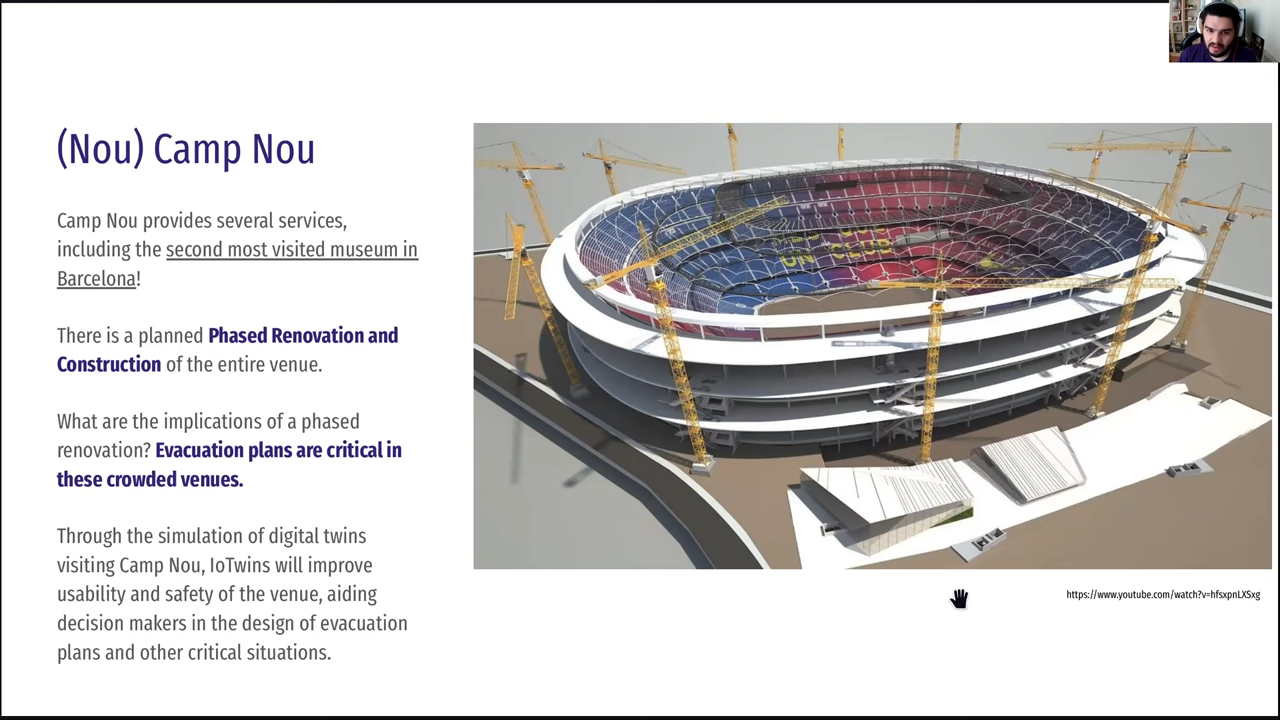 (Nou) Camp Nou
Camp Nou provides several services,
including the second most visited museum in
Barcelona!
There is a planned Phased Renovation and
Construction of the entire venue.
What are the implications of a phased
renovation? Evacuation plans are critical in
these crowded venues.
Through the simulation of digital twins
visiting Camp Nou, IoTwins will improve
usability and safety of the venue, aiding
decision makers in the design of evacuation
plans and other critical situations.
https://www.youtube.com/watch?v=hfsxpnLXSxg